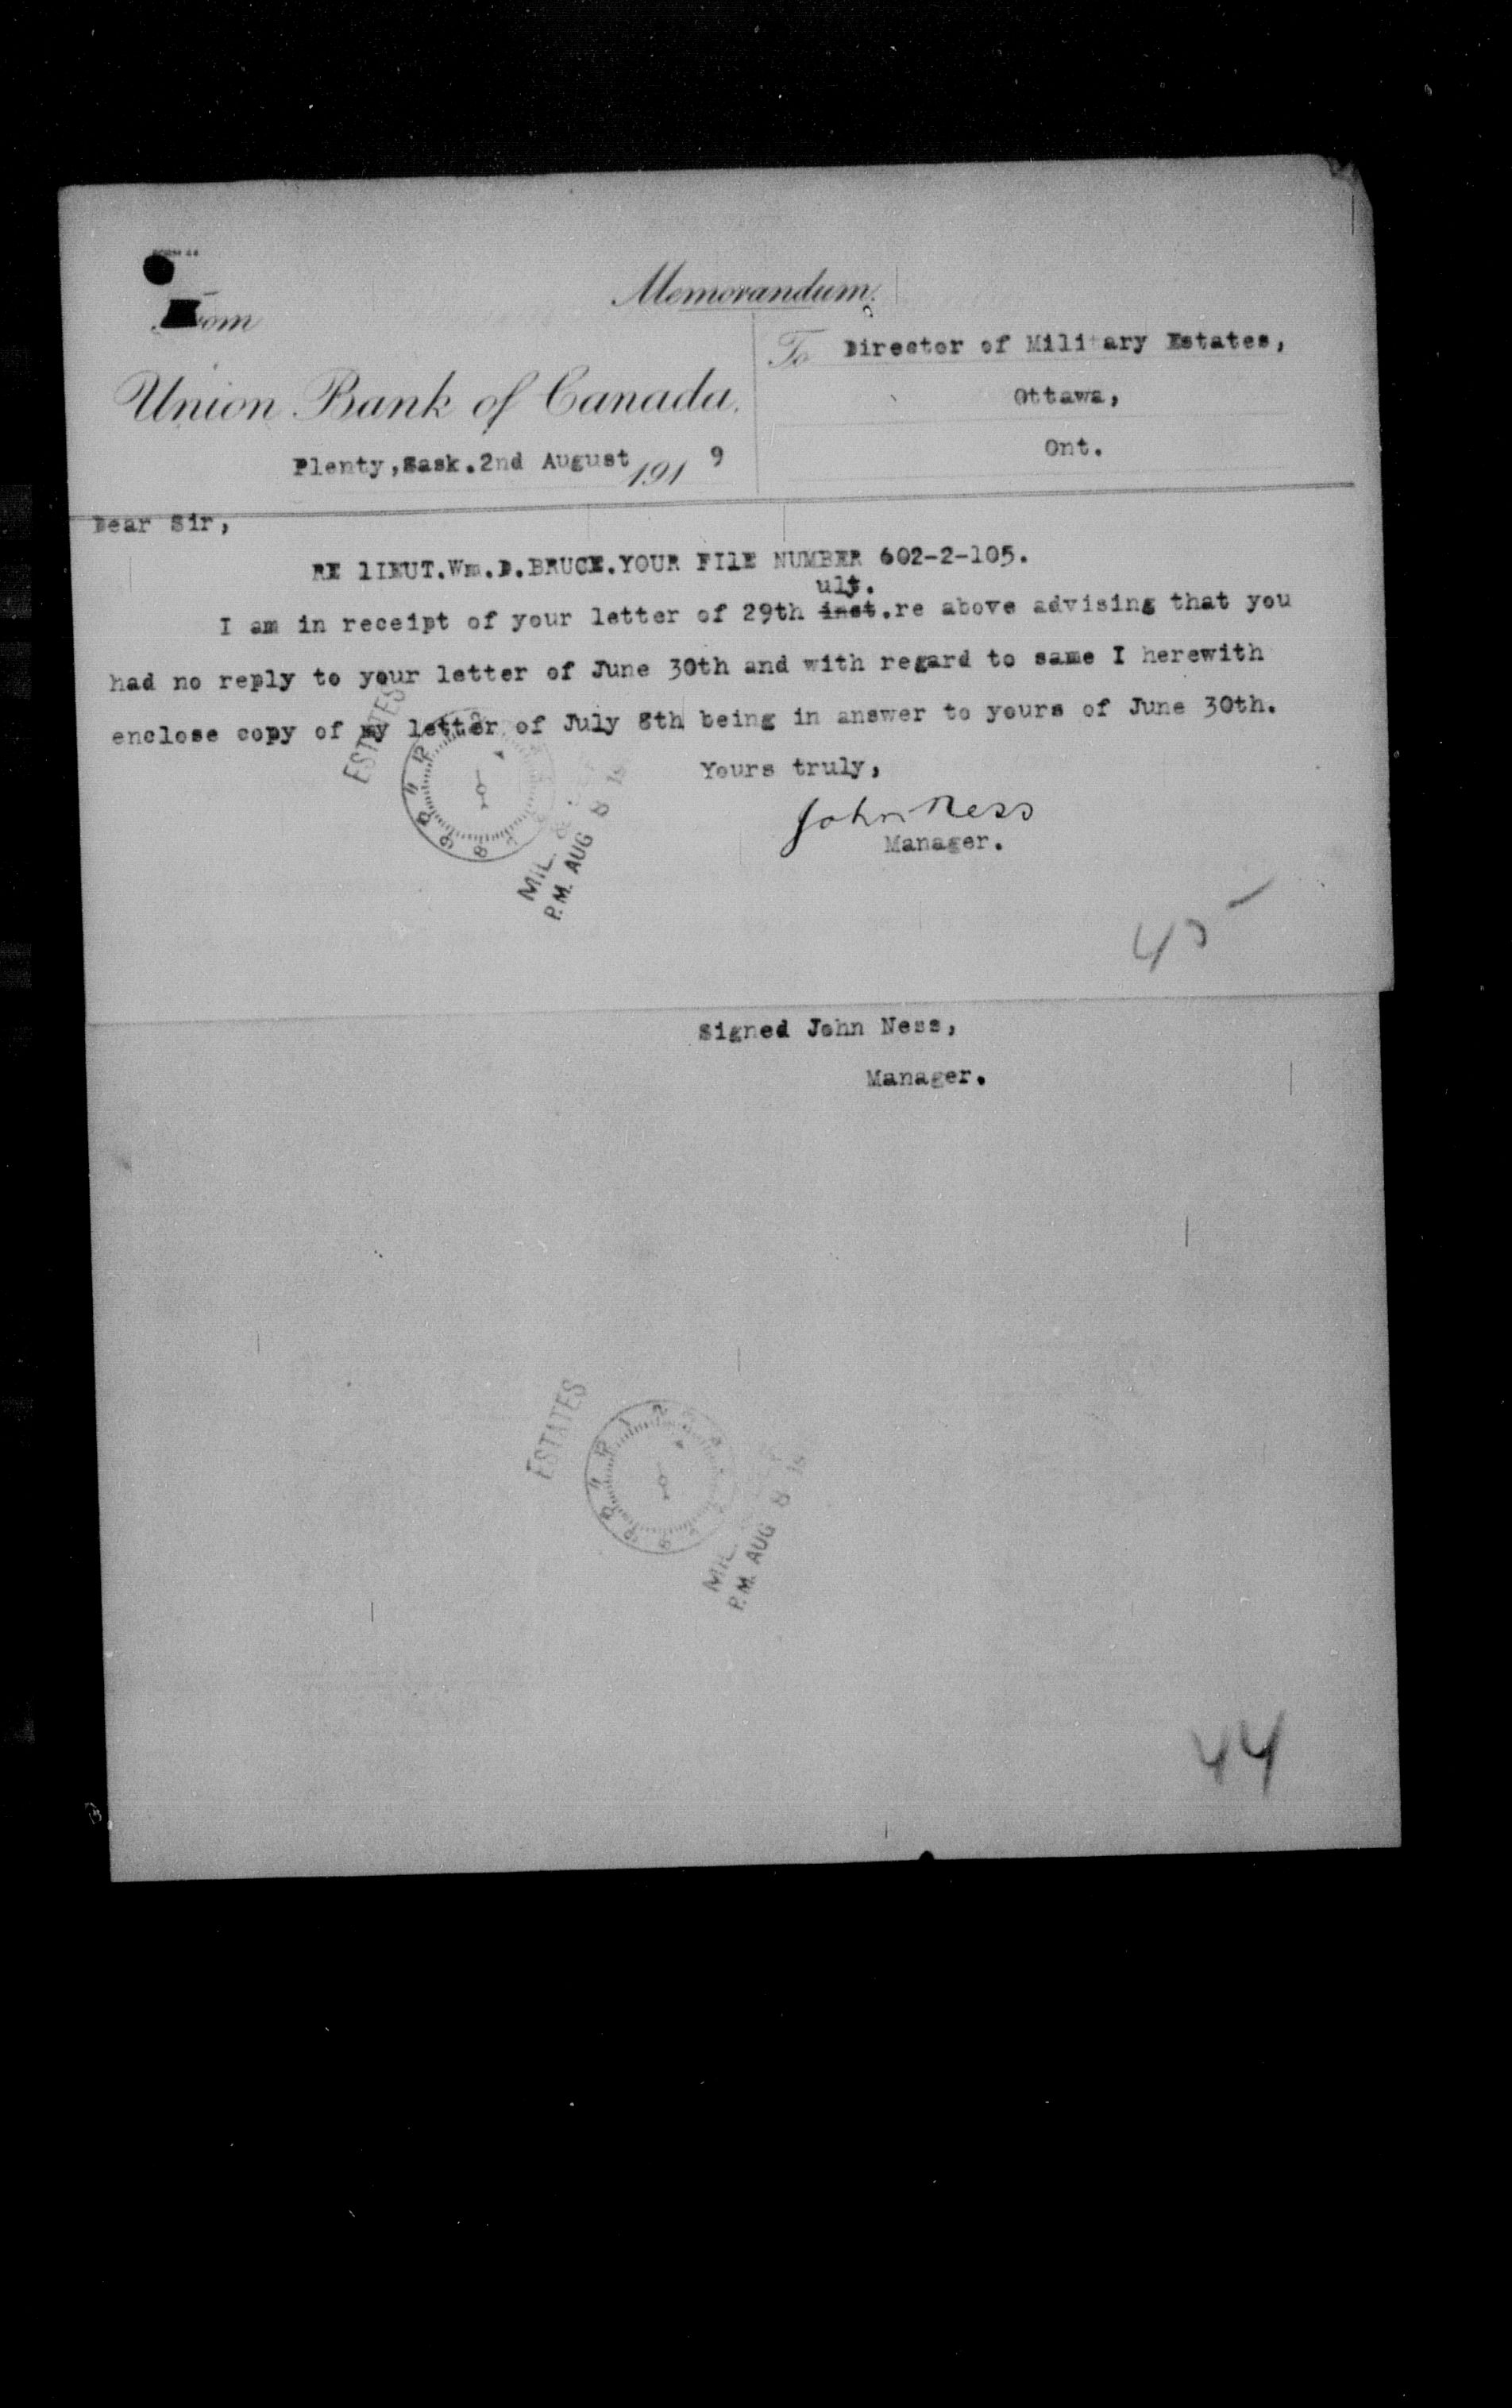 FORM 44
Memorandum.
From
To Director of Military Estates,
Union Bank of Canada.
Ottawa,
Ont.
Plenty,Sask.2nd August 1919
Dear Sir,
RE lIEUT.Wm.D.BRUCE.YOUR FIlE NUMBER 602-2-105.
ult.
I am in receipt of your letter of 29th inst.re above advising that you
had no reply to your letter of June 30th and with regard to same I herewith
enclose copy of my letter of July 8th being in answer to yours of June 30th.
Yours truly,
John Ness
Manager.
ESTATES
MIL.
P.M. AUG 8
45
Signed John Ness,
Manager.
ESTATES
MIL.
P.M. AUG 8
44